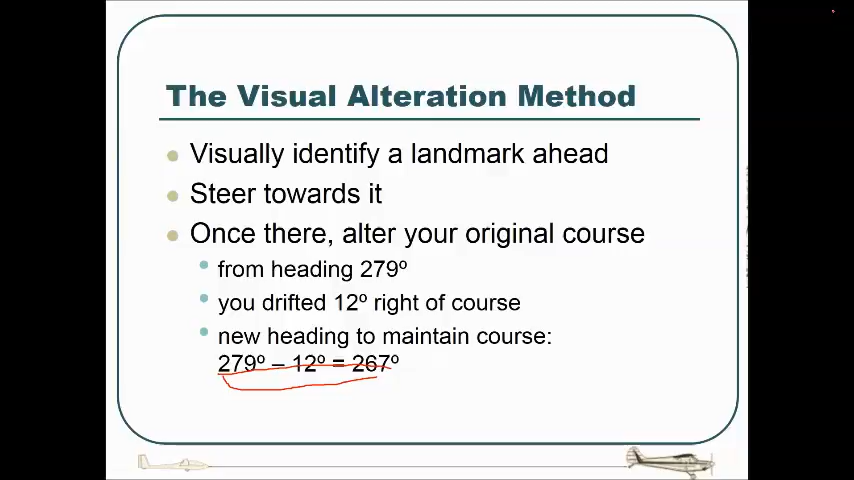 The Visual Alteration Method
Visually identify a landmark ahead
Steer towards it
Once there, alter your original course
from heading 279º
you drifted 12º right of course
new heading to maintain course:
279º – 12º = 267º